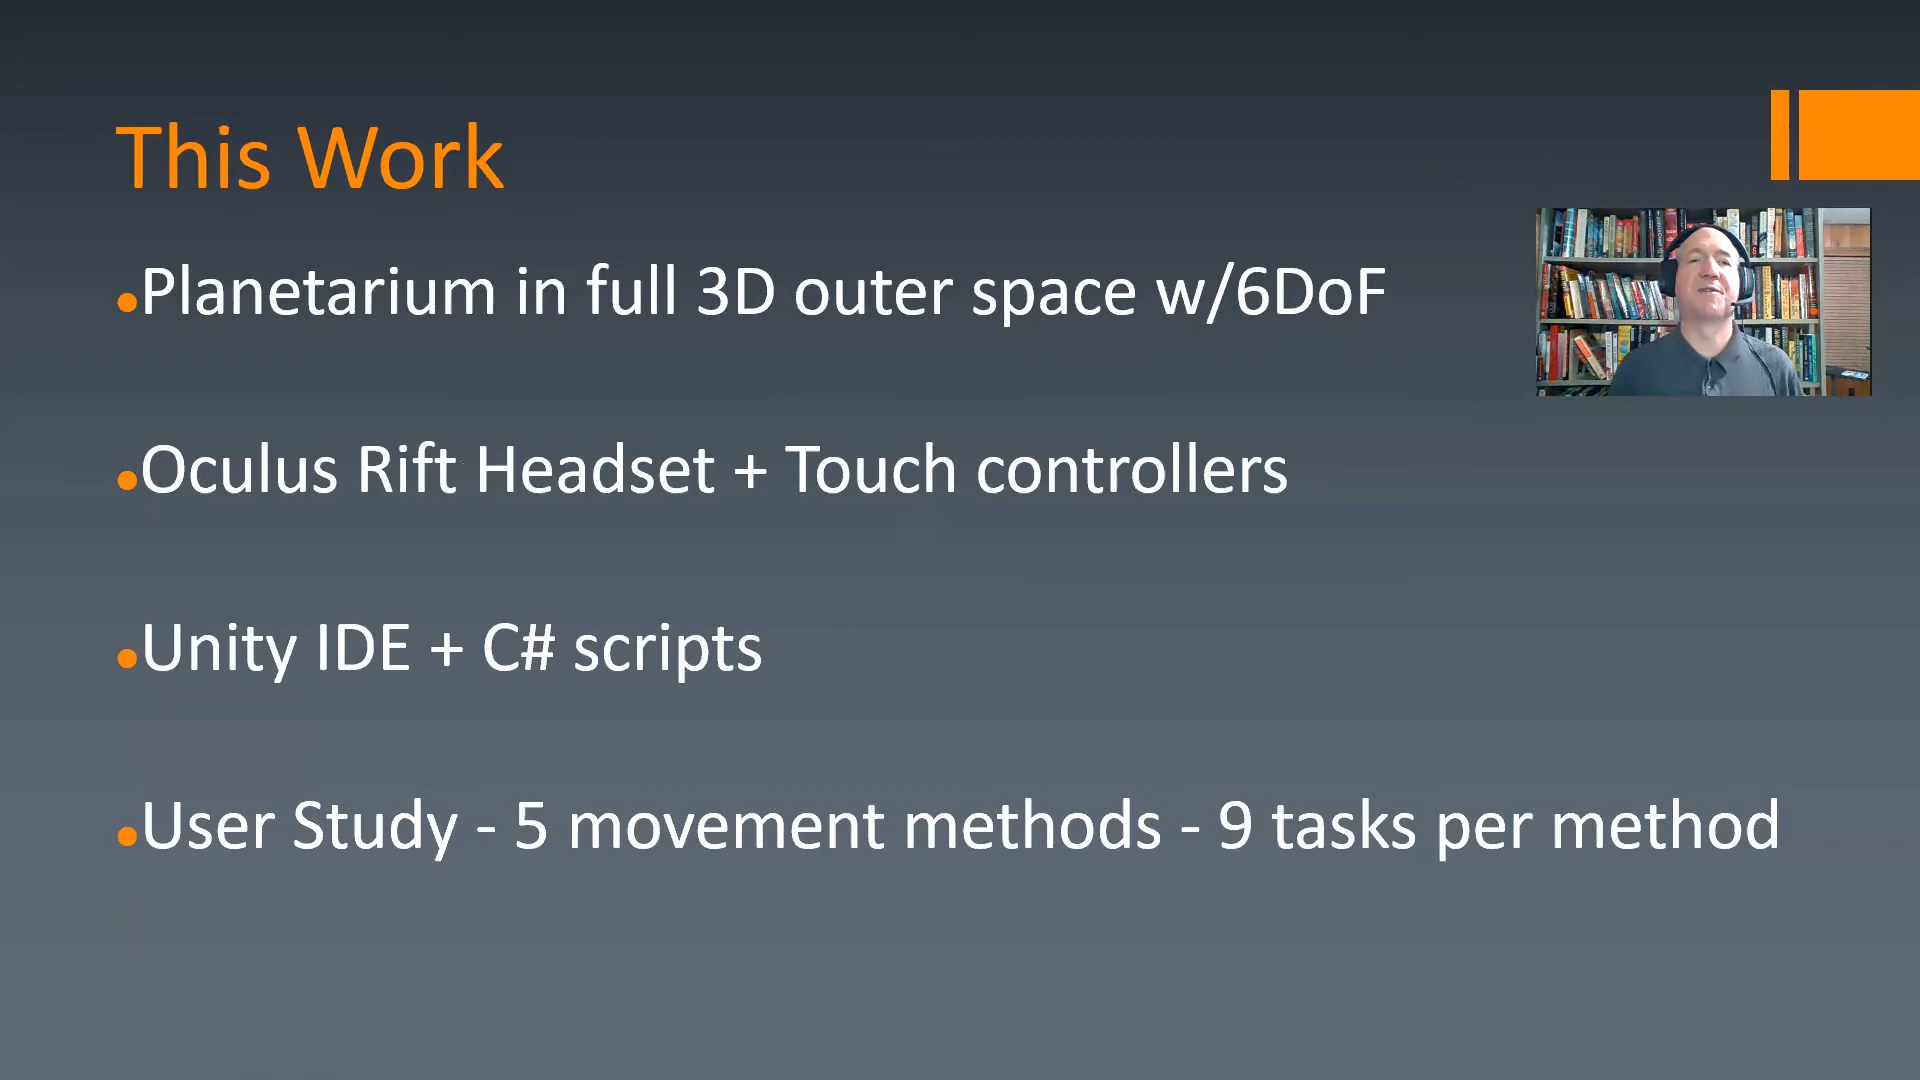 This Work
•Planetarium in full 3D outer space w/6DoF
•Oculus Rift Headset + Touch controllers
•Unity IDE + C# scripts
•User Study - 5 movement methods - 9 tasks per method